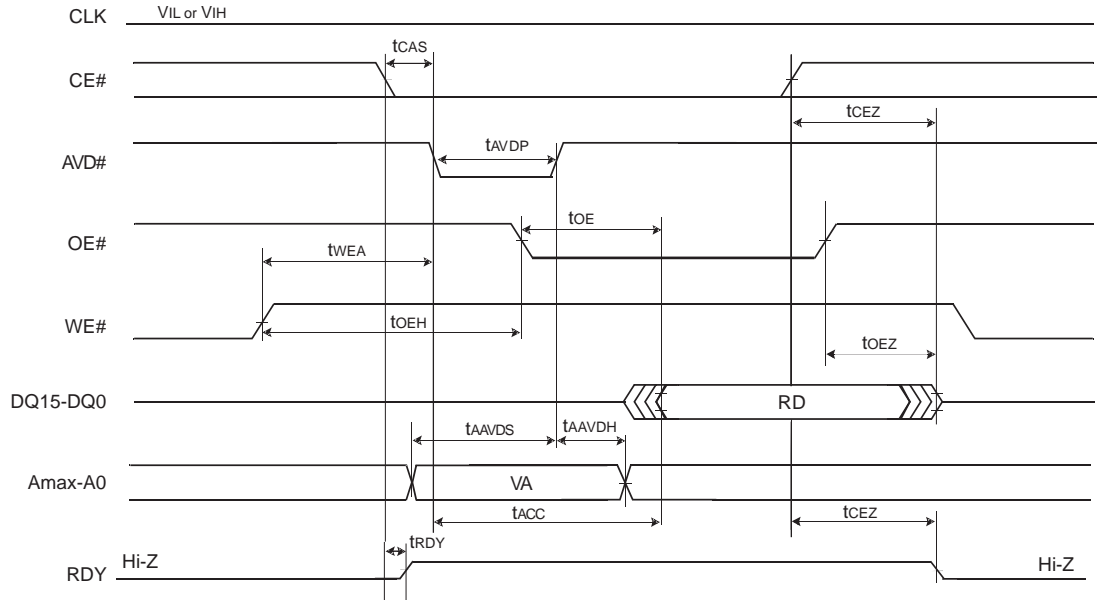 CLK VIL or VIH
tCAS
CE#
tCEZ
AVD# tAVDP
tOE
OE#
tWEA
WE# tOEH
tOEZ
DQ15-DQ0 RD
tAAVDS tAAVDH
Amax-A0 VA
tACC tCEZ
tRDY
RDY Hi-Z Hi-Z